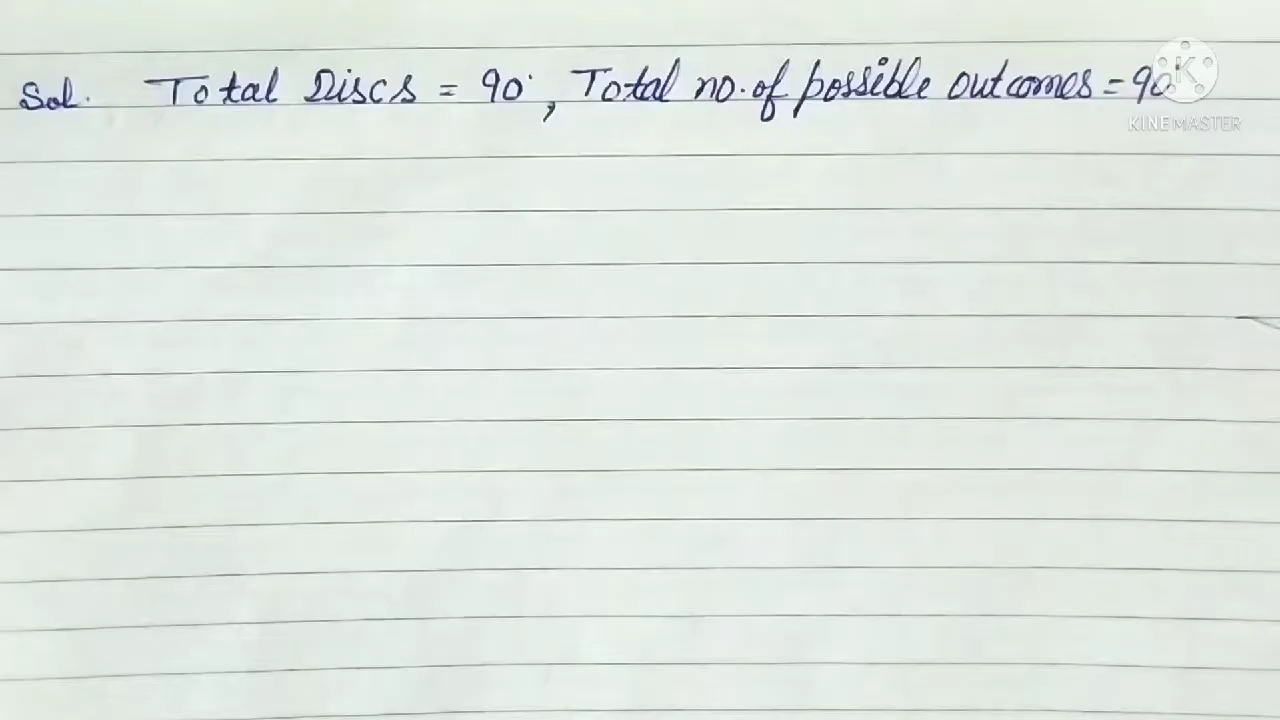 Sol. Total Discs = 90, Total no. of possible outcomes = 90
K
KINEMASTER